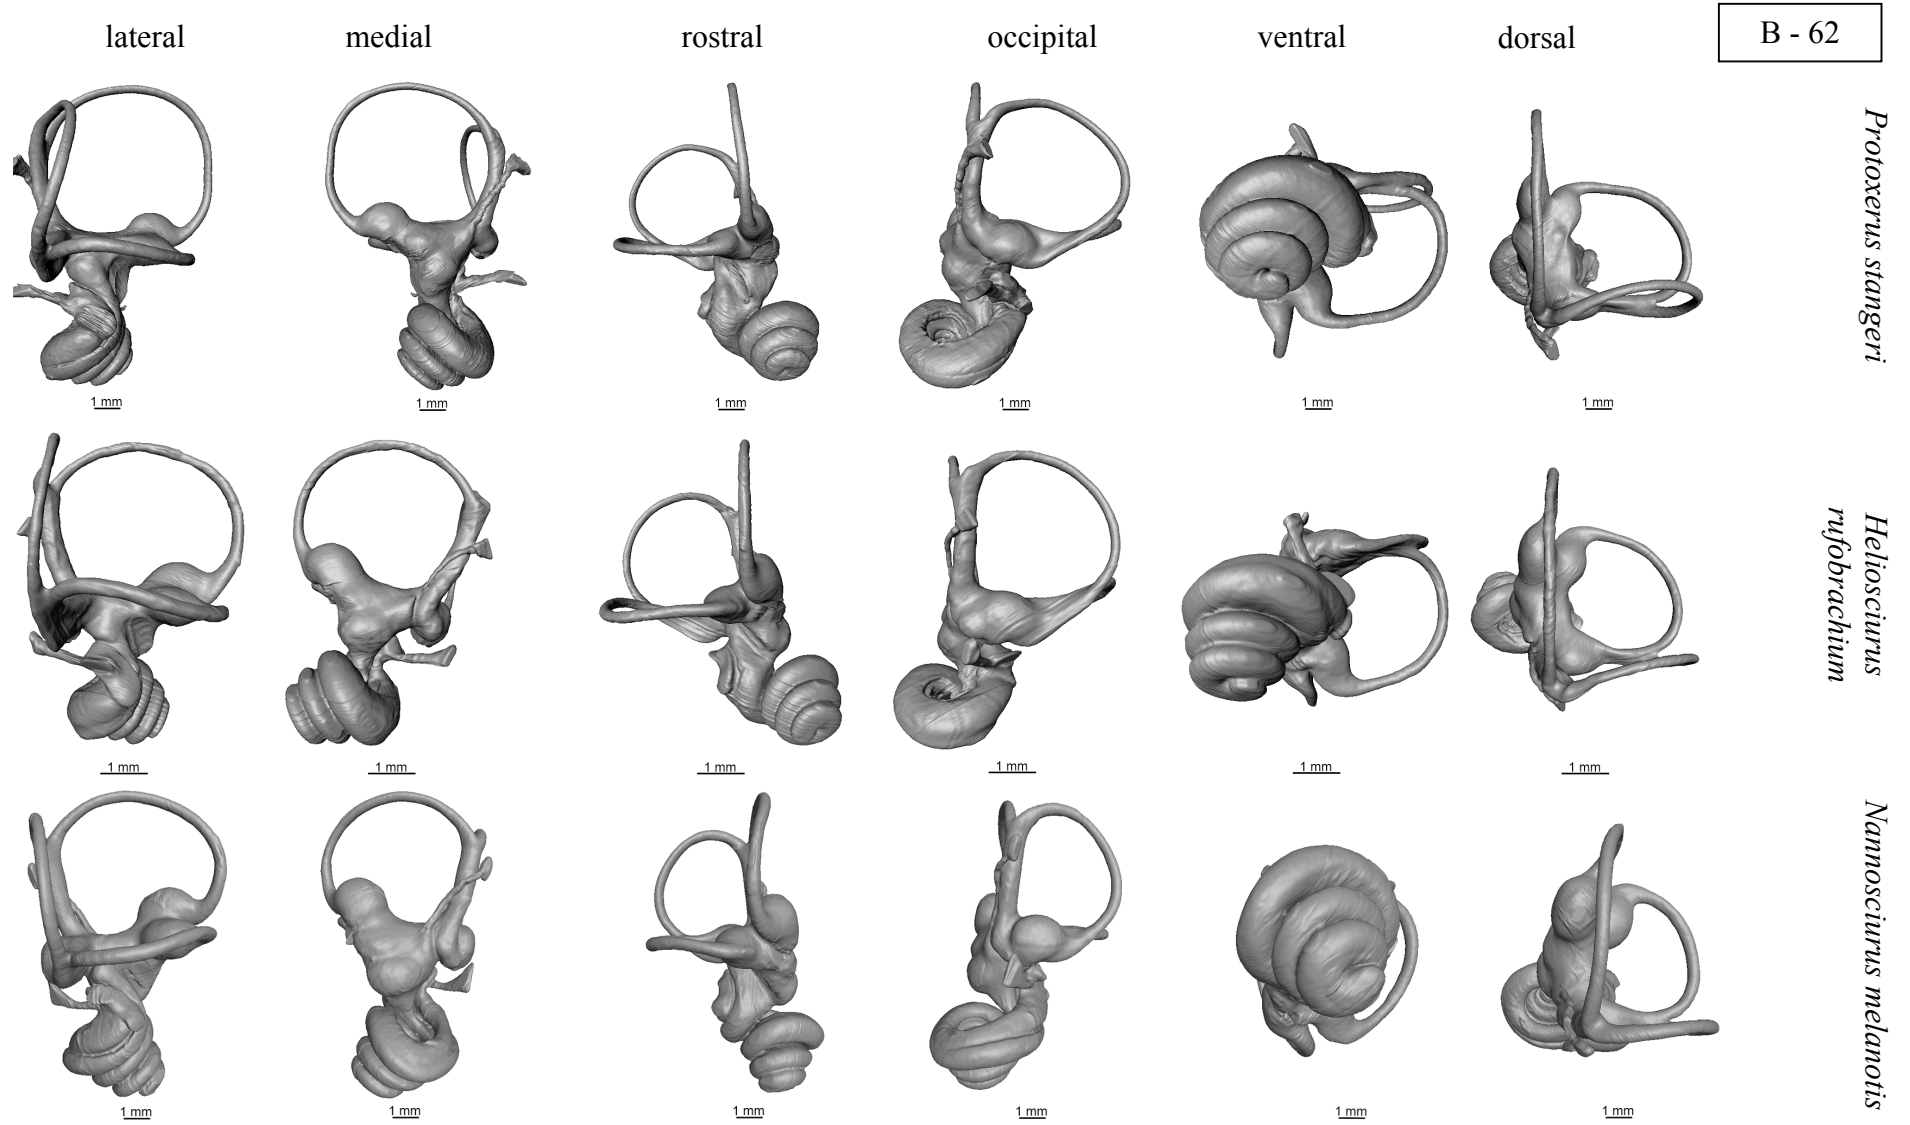 lateral medial rostral occipital ventral dorsal B - 62
Protoxerus stangeri
1 mm 1 mm 1 mm 1 mm 1 mm 1 mm
Heliosciurus
rufobrachium
1 mm 1 mm 1 mm 1 mm 1 mm 1 mm
Nannosciurus melanotis
1 mm 1 mm 1 mm 1 mm 1 mm 1 mm